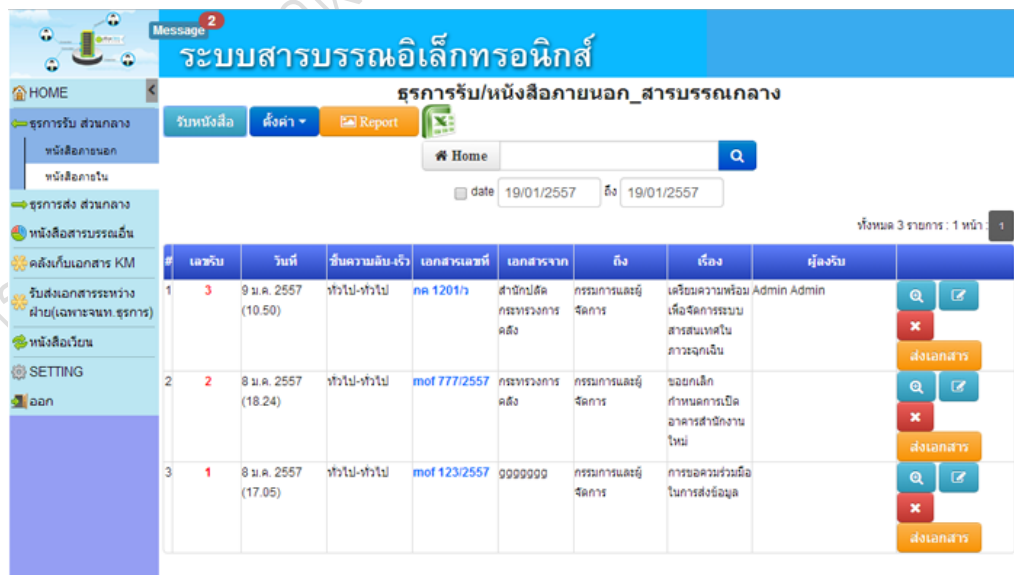 Message 2
ระบบสารบรรณอิเล็กทรอนิกส์
HOME
ธุรการรับ ส่วนกลาง
หนังสือภายนอก
หนังสือภายใน
ธุรการส่ง ส่วนกลาง
หนังสือสารบรรณอื่น
คลังเก็บเอกสาร KM
รับส่งเอกสารระหว่าง
ฝ่าย(เฉพาะจนท.ธุรการ)
หนังสือเวียน
SETTING
ออก
ธุรการรับ/หนังสือภายนอก_สารบรรณกลาง
รับหนังสือ ตั้งค่า Report
Home
date 19/01/2557 ถึง 19/01/2557
ทั้งหมด 3 รายการ : 1 หน้า : 1
# เลขรับ วันที่ ชั้นความลับ-เร็ว เอกสารเลขที่ เอกสารจาก ถึง เรื่อง ผู้ลงรับ
1 3 9 ม.ค. 2557 ทั่วไป-ทั่วไป กค 1201/ว สำนักปลัด กรรมการและผู้ เตรียมความพร้อม Admin Admin
(10.50) กระทรวงการ จัดการ เพื่อจัดการระบบ
คลัง สารสนเทศใน
ภาวะฉุกเฉิน
ส่งเอกสาร
2 2 8 ม.ค. 2557 ทั่วไป-ทั่วไป mof 777/2557 กระทรวงการ กรรมการและผู้ ขอยกเลิก
(18.24) คลัง จัดการ กำหนดการเปิด
อาคารสำนักงาน
ใหม่
ส่งเอกสาร
3 1 8 ม.ค. 2557 ทั่วไป-ทั่วไป mof 123/2557 ggggggg กรรมการและผู้ การขอความร่วมมือ
(17.05) จัดการ ในการส่งข้อมูล
ส่งเอกสาร